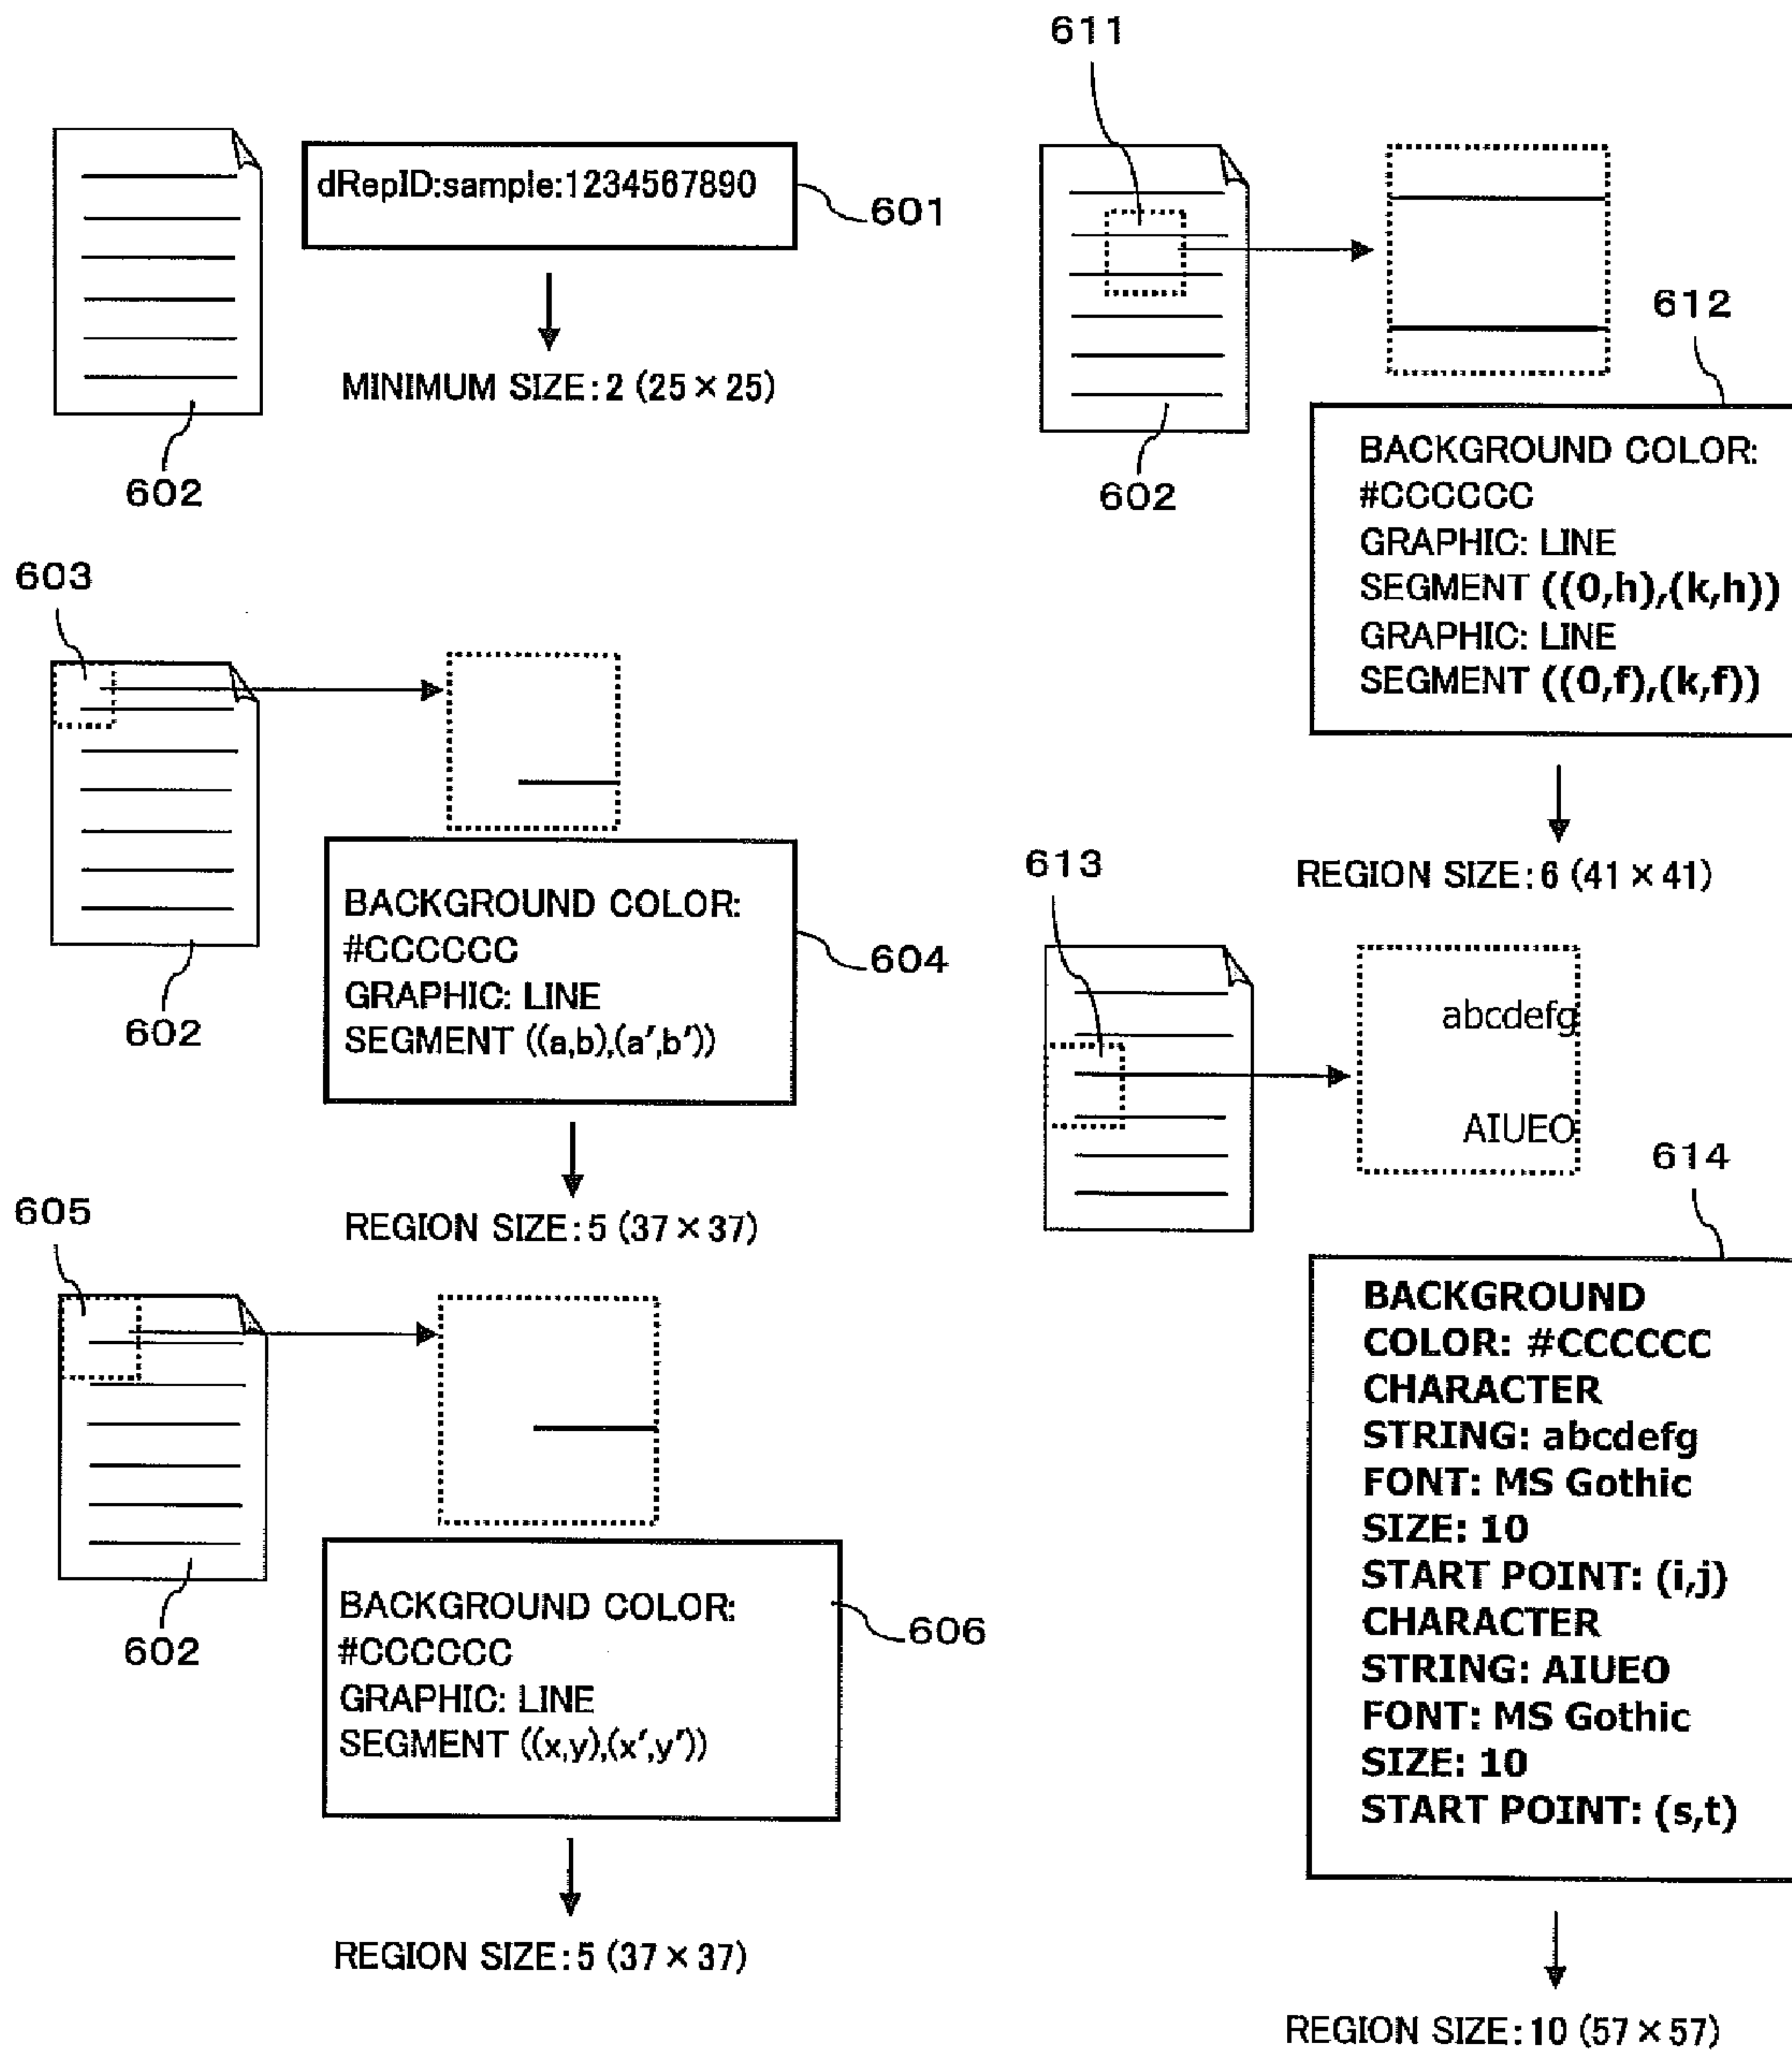 dRepID:sample:1234567890
601
MINIMUM SIZE: 2 (25 × 25)
602
603
BACKGROUND COLOR:
#CCCCCC
GRAPHIC: LINE
SEGMENT ((a,b),(a′,b′))
604
602
REGION SIZE: 5 (37 × 37)
605
BACKGROUND COLOR:
#CCCCCC
GRAPHIC: LINE
SEGMENT ((x,y),(x′,y′))
606
602
REGION SIZE: 5 (37 × 37)
611
612
602
BACKGROUND COLOR:
#CCCCCC
GRAPHIC: LINE
SEGMENT ((0,h),(k,h))
GRAPHIC: LINE
SEGMENT ((0,f),(k,f))
REGION SIZE: 6 (41 × 41)
613
abcdefg
AIUEO
614
BACKGROUND
COLOR: #CCCCCC
CHARACTER
STRING: abcdefg
FONT: MS Gothic
SIZE: 10
START POINT: (i,j)
CHARACTER
STRING: AIUEO
FONT: MS Gothic
SIZE: 10
START POINT: (s,t)
REGION SIZE: 10 (57 × 57)